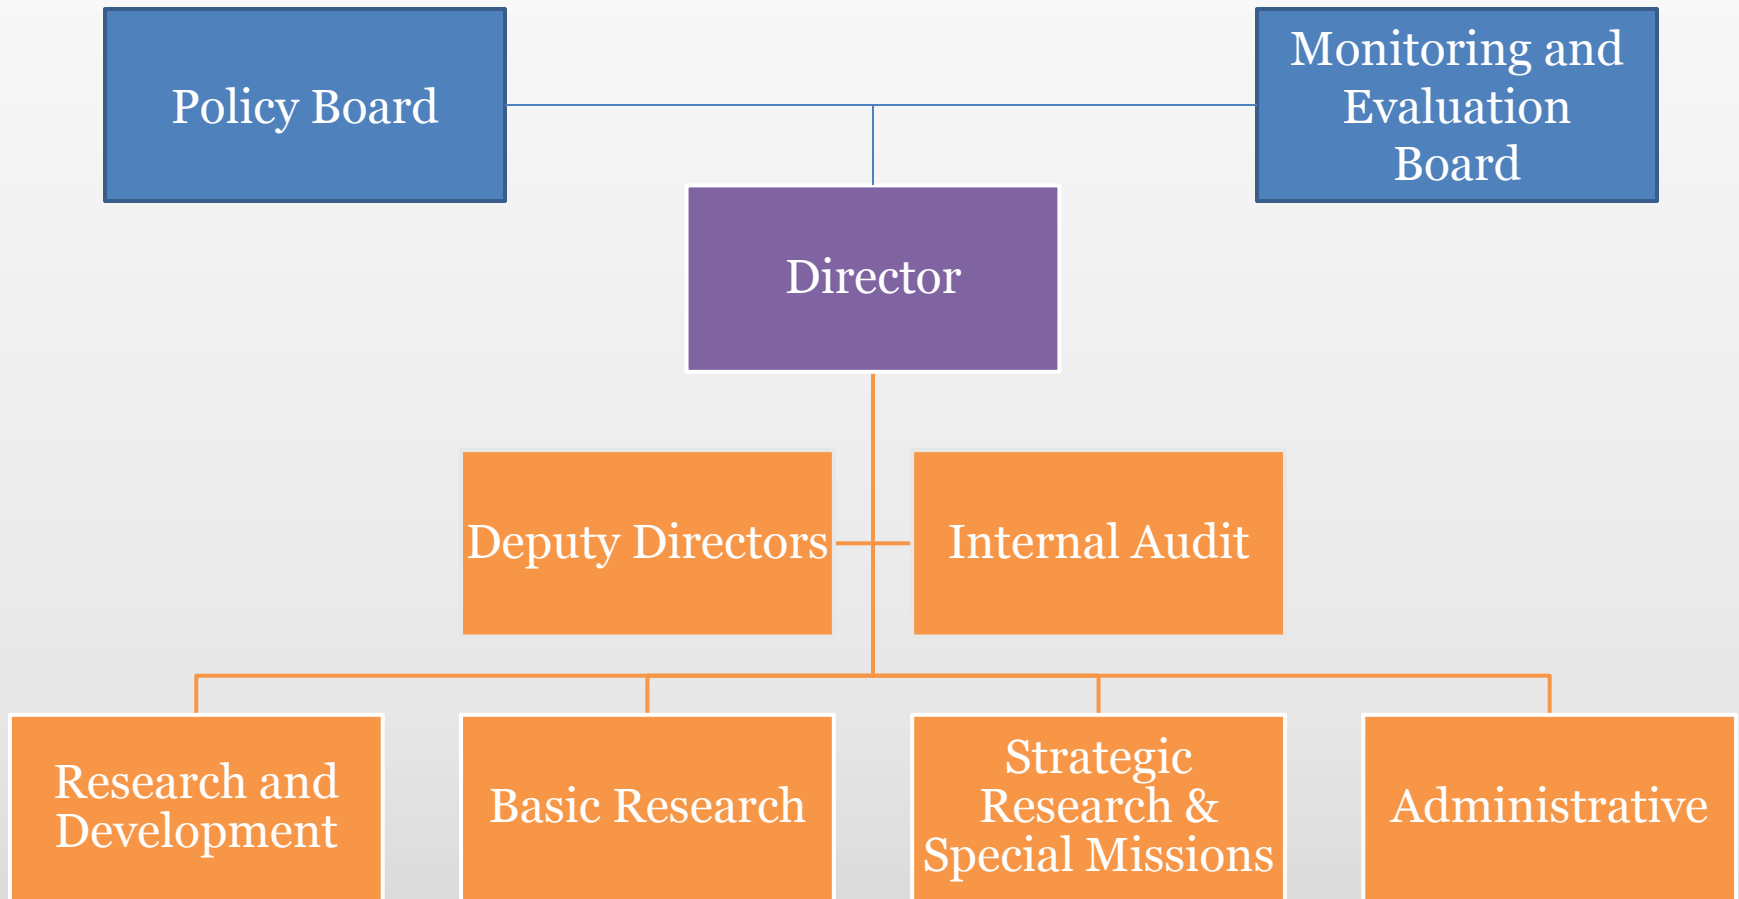 Policy Board
Monitoring and
Evaluation
Board
Director
Deputy Directors
Internal Audit
Research and
Development
Basic Research
Strategic
Research &
Special Missions
Administrative